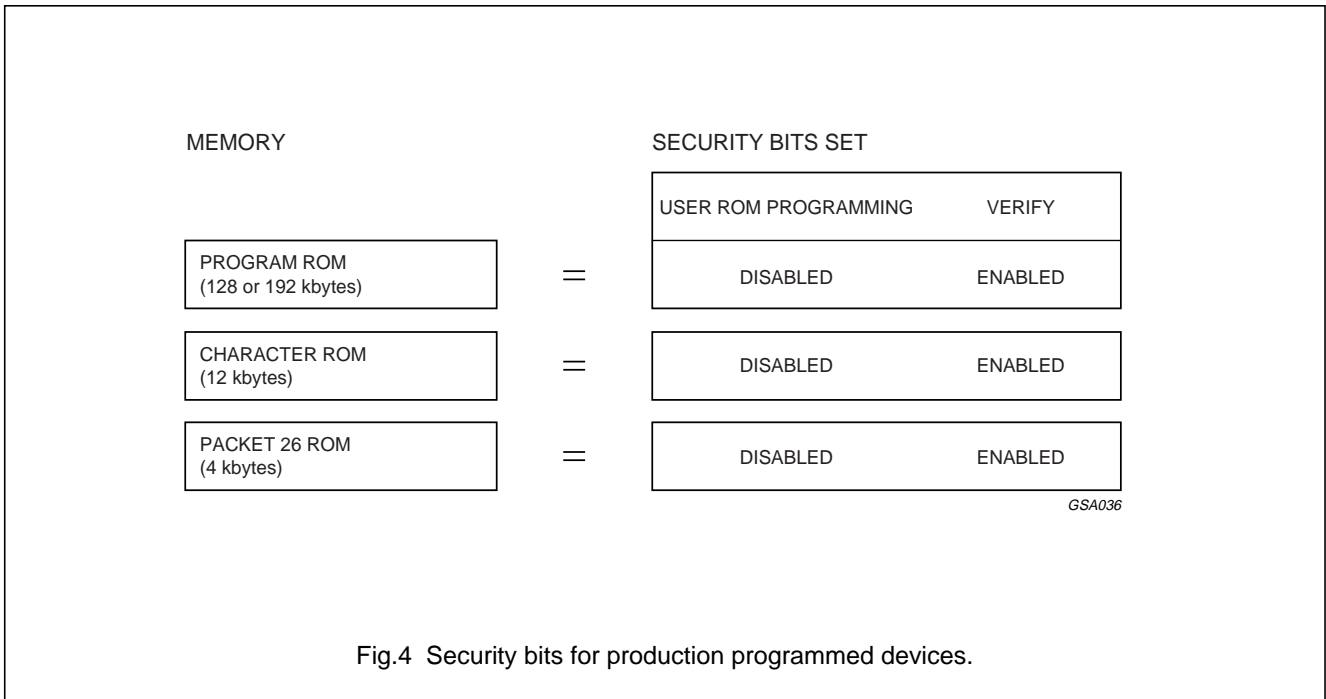 MEMORY SECURITY BITS SET
USER ROM PROGRAMMING VERIFY
PROGRAM ROM
(128 or 192 kbytes)
= DISABLED ENABLED
CHARACTER ROM
(12 kbytes)
= DISABLED ENABLED
PACKET 26 ROM
(4 kbytes)
= DISABLED ENABLED
GSA036
Fig.4 Security bits for production programmed devices.